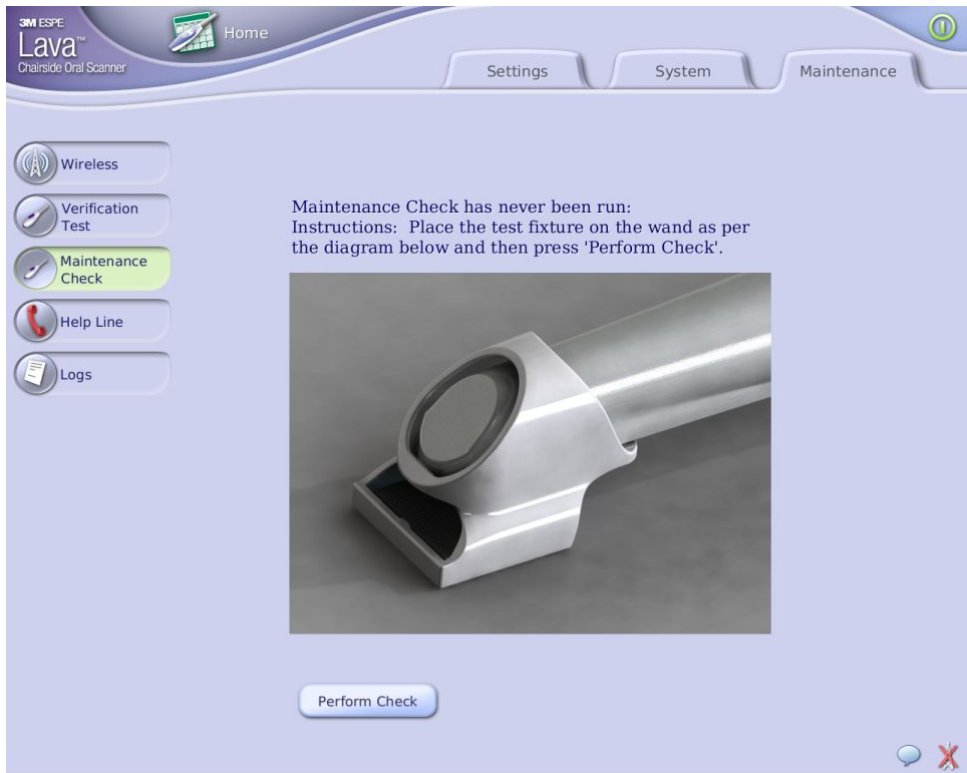 3M ESPE
Lava™
Chairside Oral Scanner
Home
Settings
System
Maintenance
Wireless
Verification
Test
Maintenance
Check
Help Line
Logs
Maintenance Check has never been run:
Instructions:  Place the test fixture on the wand as per
the diagram below and then press 'Perform Check'.
Perform Check